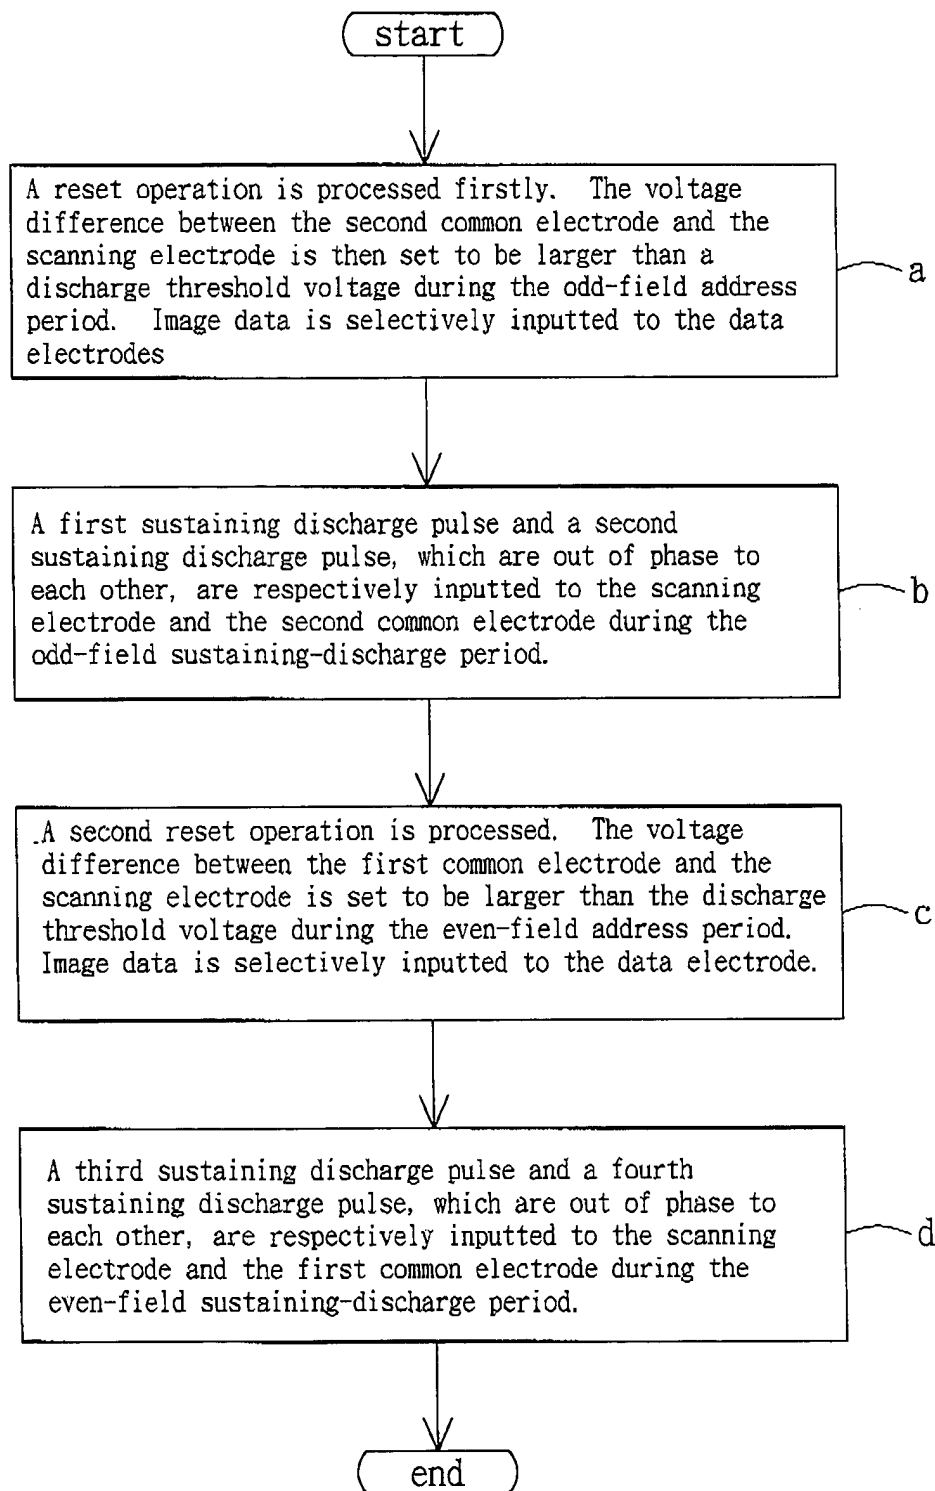 start
A reset operation is processed firstly. The voltage
difference between the second common electrode and the
scanning electrode is then set to be larger than a
discharge threshold voltage during the odd-field address
period. Image data is selectively inputted to the data
electrodes
a
A first sustaining discharge pulse and a second
sustaining discharge pulse, which are out of phase to
each other, are respectively inputted to the scanning
electrode and the second common electrode during the
odd-field sustaining-discharge period.
b
A second reset operation is processed. The voltage
difference between the first common electrode and the
scanning electrode is set to be larger than the discharge
threshold voltage during the even-field address period.
Image data is selectively inputted to the data electrode.
c
A third sustaining discharge pulse and a fourth
sustaining discharge pulse, which are out of phase to
each other, are respectively inputted to the scanning
electrode and the first common electrode during the
even-field sustaining-discharge period.
d
end